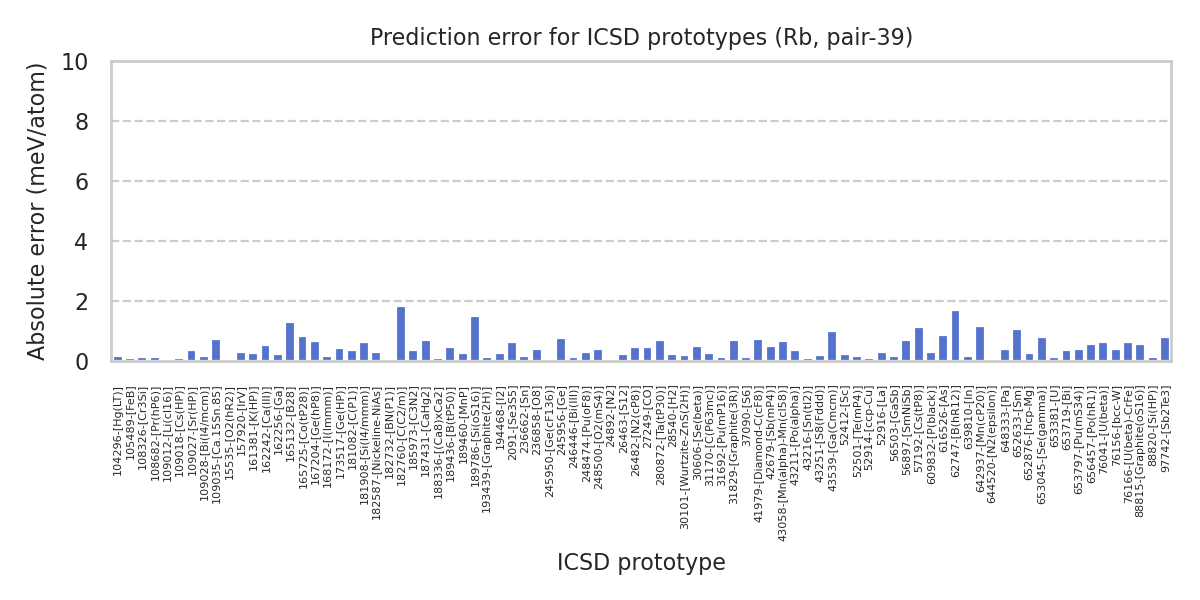 Prediction error for ICSD prototypes (Rb, pair-39)
Absolute error (meV/atom)
10
8
6
4
2
0
104296-[Hg(LT)]
105489-[FeB]
108326-[Cr3Si]
108682-[Pr(hP6)]
109012-[Li(cI16)]
109018-[Cs(HP)]
109027-[Sr(HP)]
109028-[Bi(I4/mcm)]
109035-[Ca.15Sn.85]
15535-[O2(hR2)]
157920-[IrV]
161381-[K(HP)]
162242-[Ca(III)]
162256-[Ga]
165132-[B28]
165725-[Co(tP28)]
167204-[Ge(hP8)]
168172-[I(Immm)]
173517-[Ge(HP)]
181082-[C(P1)]
181908-[Si(I4/mmm)]
182587-[Nickeline-NiAs]
182732-[BN(P1)]
182760-[C(C2/m)]
185973-[C3N2]
187431-[CaHg2]
188336-[(Ca8)xCa2]
189436-[B(tP50)]
189460-[MnP]
189786-[Si(oS16)]
193439-[Graphite(2H)]
194468-[I2]
2091-[Se3S5]
236662-[Sn]
236858-[O8]
245950-[Ge(cF136)]
245956-[Ge]
246446-[Bi(III)]
248474-[Pu(oF8)]
248500-[O2(mS4)]
24892-[N2]
26463-[S12]
26482-[N2(cP8)]
27249-[CO]
280872-[Ta(tP30)]
28540-[H2]
30101-[Wurtzite-ZnS(2H)]
30606-[Se(beta)]
31170-[C(P63mc)]
31692-[Pu(mP16)]
31829-[Graphite(3R)]
37090-[S6]
41979-[Diamond-C(cF8)]
42679-[Sb(mP4)]
43058-[Mn(alpha)-Mn(cI58)]
43211-[Po(alpha)]
43216-[Sn(tI2)]
43251-[S8(Fddd)]
43539-[Ga(Cmcm)]
52412-[Sc]
52501-[Te(mP4)]
52914-[fcc-Cu]
52916-[La]
56503-[GaSb]
56897-[SmNiSb]
57192-[Cs(tP8)]
609832-[P(black)]
616526-[As]
62747-[B(hR12)]
639810-[In]
642937-[Mn(cP20)]
644520-[N2(epsilon)]
648333-[Pa]
652633-[Sm]
652876-[hcp-Mg]
653045-[Se(gamma)]
653381-[U]
653719-[Bi]
653797-[Pu(mS34)]
656457-[Po(hR1)]
76041-[U(beta)]
76156-[bcc-W]
76166-[U(beta)-CrFe]
88815-[Graphite(oS16)]
88820-[Si(HP)]
97742-[Sb2Te3]
ICSD prototype